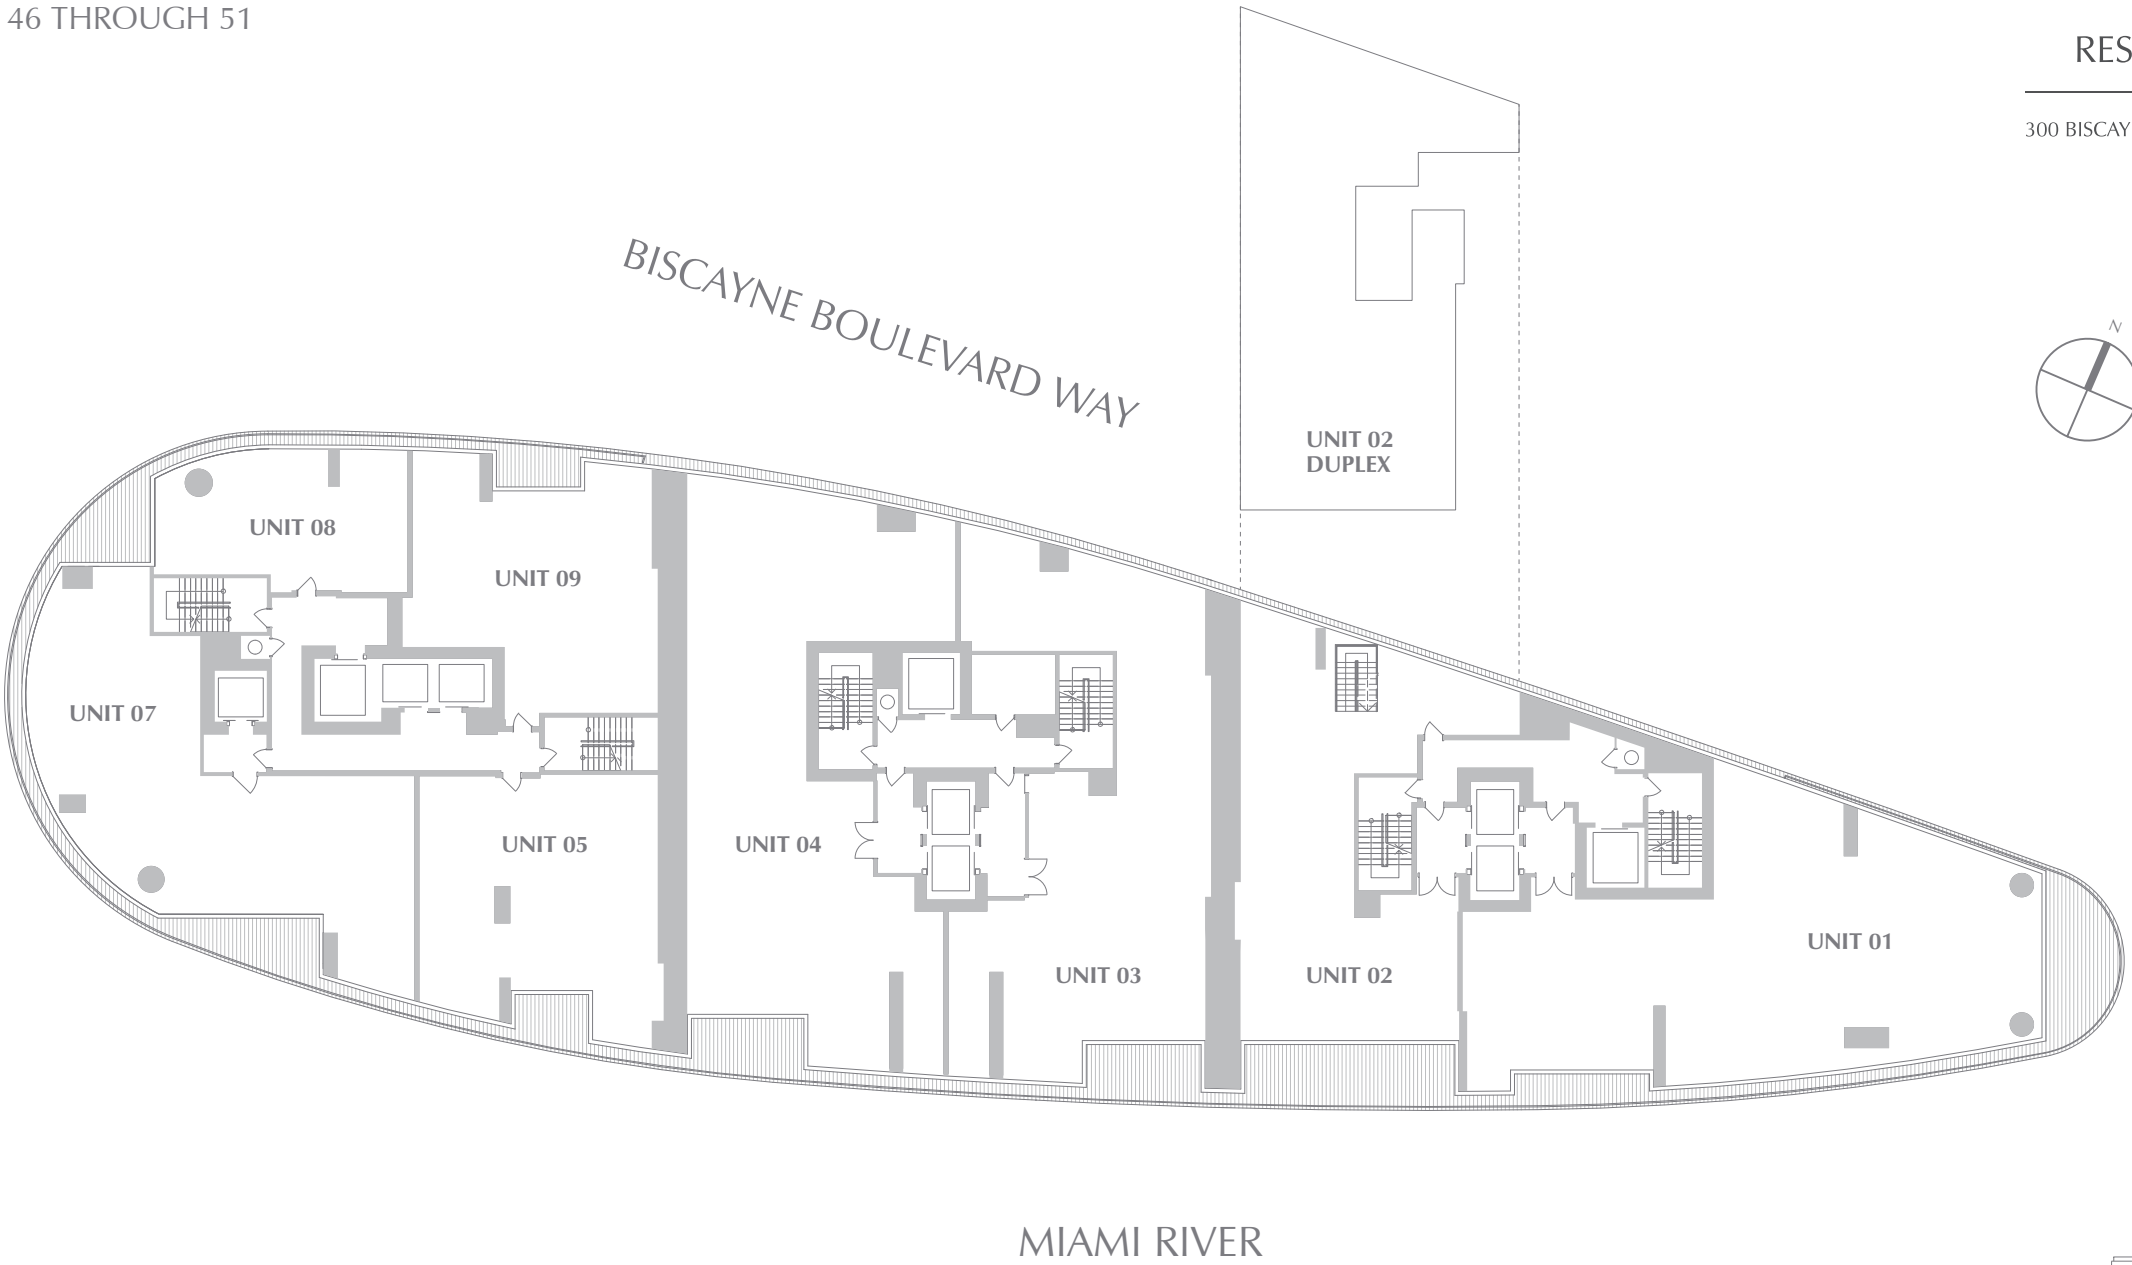 46 THROUGH 51
RES
300 BISCAY
N
BISCAYNE BOULEVARD WAY
UNIT 02
DUPLEX
UNIT 08
UNIT 09
UNIT 07
UNIT 05
UNIT 04
UNIT 03
UNIT 02
UNIT 01
MIAMI RIVER